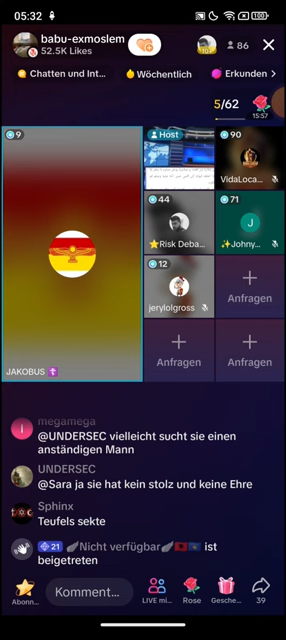 05:32
100
babu-exmoslem
52.5K Likes
86
Chatten und Int...
Wöchentlich
Erkunden >
5/62
15:57
9
Host
90
VidaLoca...
44
71
⭐Risk Deba...
✨Johny...
J
12
jerylolgross
Anfragen
Anfragen
Anfragen
JAKOBUS ✝️
megamega
@UNDERSEC vielleicht sucht sie einen
anständigen Mann
UNDERSEC
@Sara ja sie hat kein stolz und keine Ehre
Sphinx
Teufels sekte
21 🪽Nicht verfügbar🪽🇦🇱🇽🇰 ist
beigetreten
Abonn...
Komment...
LIVE mi...
Rose
Gesche...
39